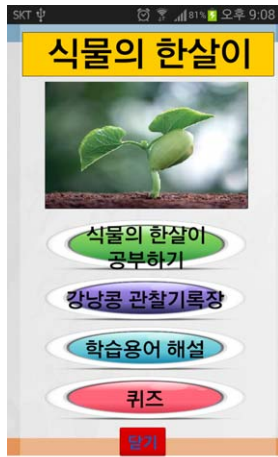 SKT 81% 오후 9:08
식물의 한살이
식물의 한살이
공부하기
강낭콩 관찰기록장
학습용어 해설
퀴즈
닫기